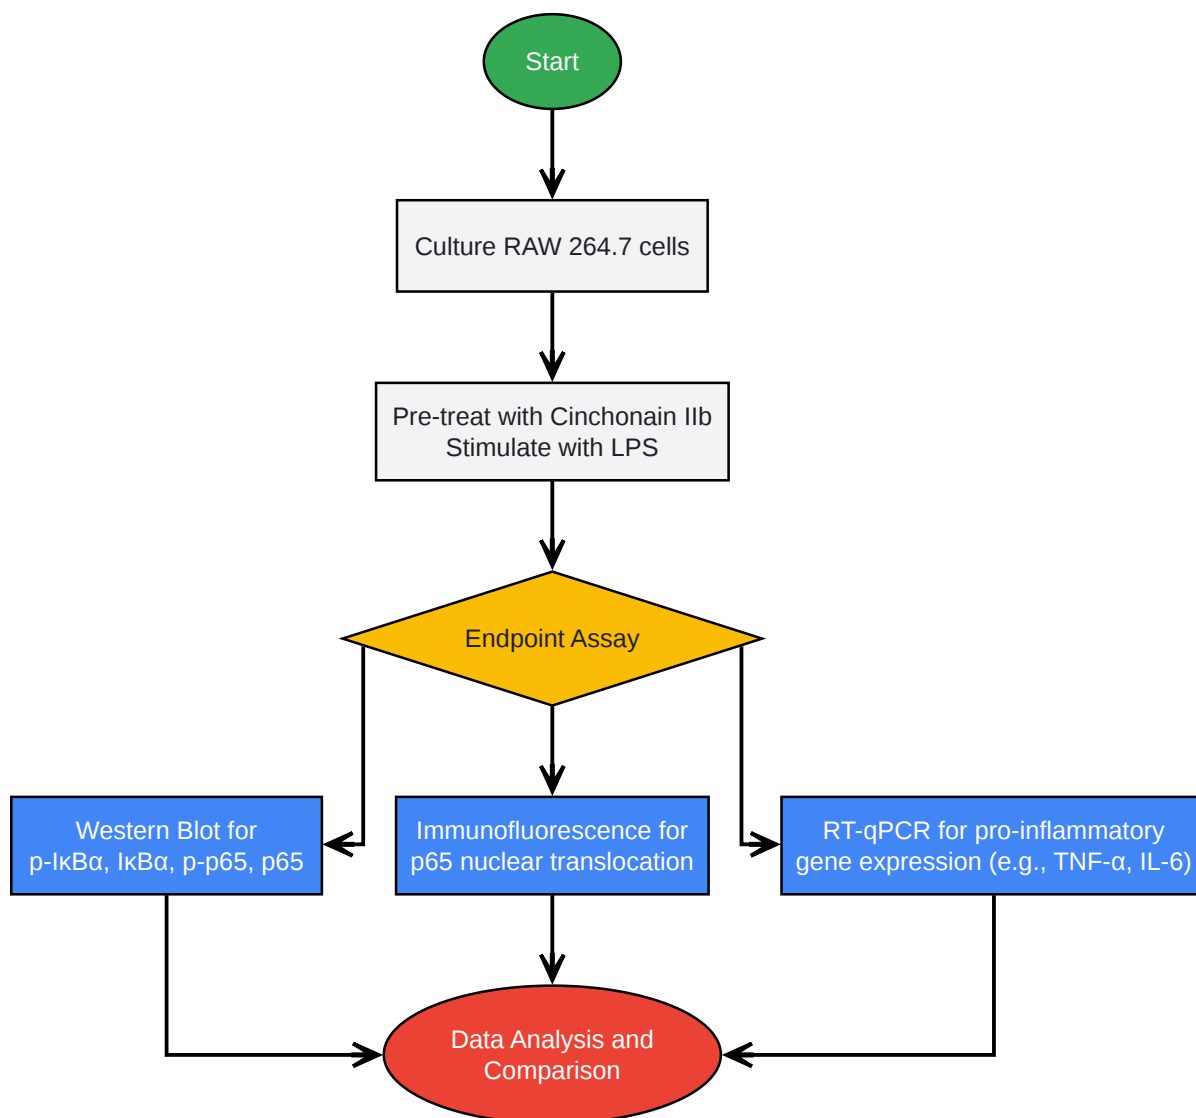 Start
Culture RAW 264.7 cells
Pre-treat with Cinchonain IIb
Stimulate with LPS
Endpoint Assay
Western Blot for
p-IκBα, IκBα, p-p65, p65
Immunofluorescence for
p65 nuclear translocation
RT-qPCR for pro-inflammatory
gene expression (e.g., TNF-α, IL-6)
Data Analysis and
Comparison